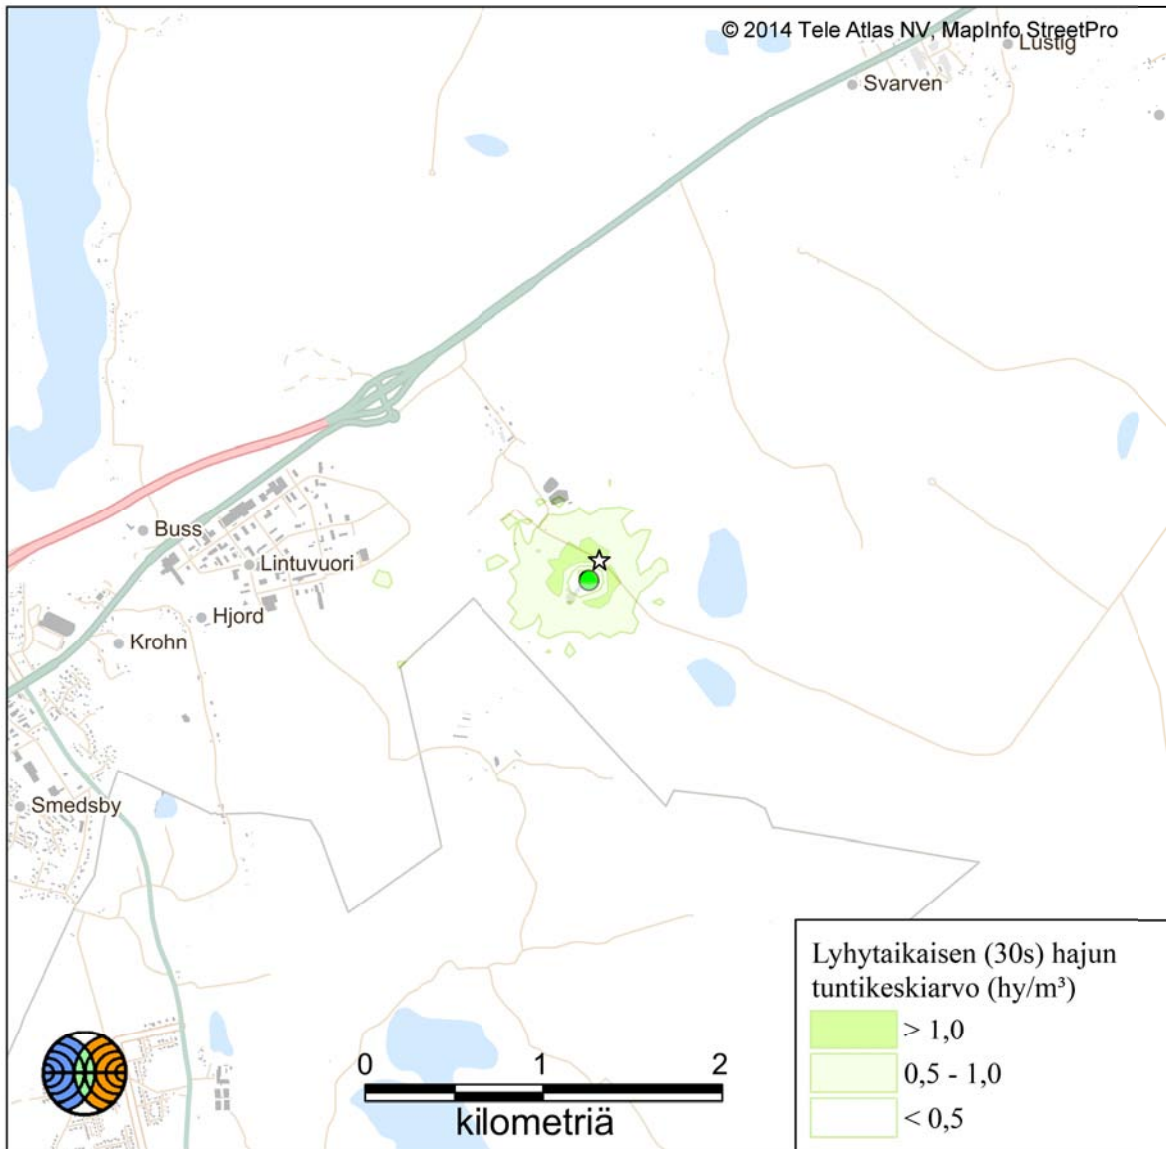 © 2014 Tele Atlas NV, MapInfo StreetPro
Lustig
Svarven
Buss
Lintuvuori
Hjord
Krohn
Smedsby
0 1 2
kilometriä
Lyhytaikaisen (30s) hajun
tuntikeskiarvo (hy/m³)
> 1,0
0,5 - 1,0
< 0,5